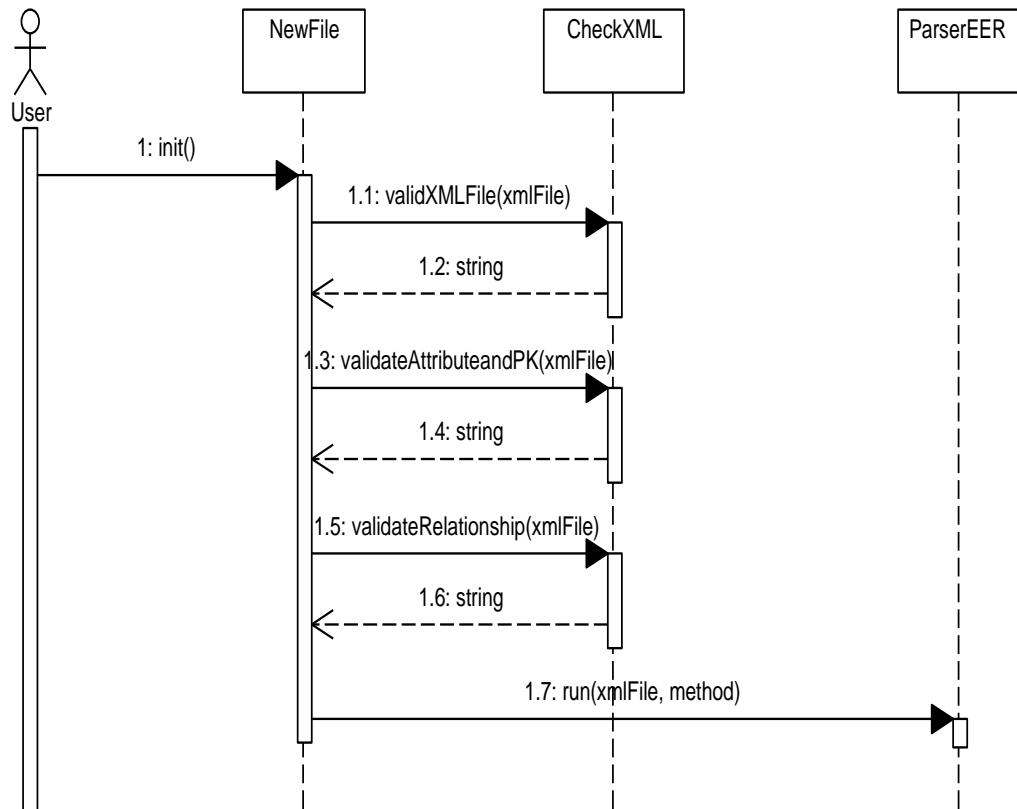 NewFile
CheckXML
ParserEER
User
1: init()
1.1: validXMLFile(xmlFile)
1.2: string
1.3: validateAttributeandPK(xmlFile)
1.4: string
1.5: validateRelationship(xmlFile)
1.6: string
1.7: run(xmlFile, method)